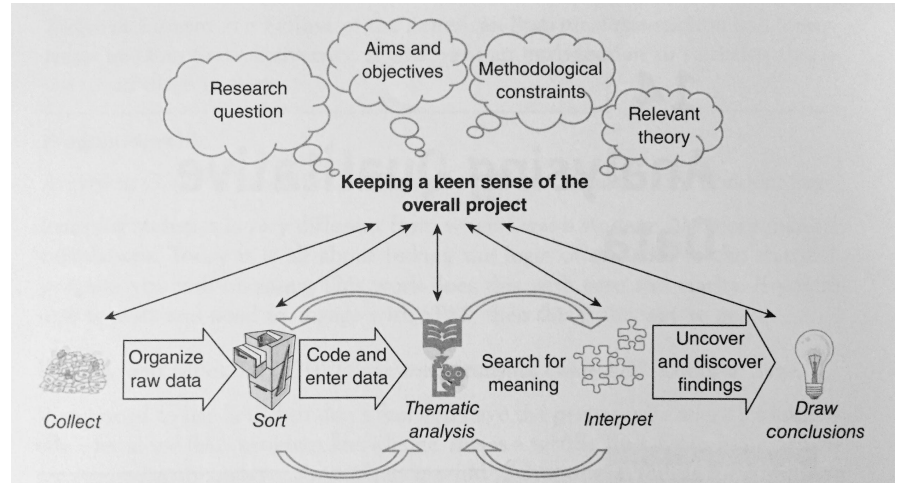 Research
question
Aims and
objectives
Methodological
constraints
Relevant
theory
Keeping a keen sense of the
overall project
Organize
raw data
Code and
enter data
Search for
meaning
Uncover
and discover
findings
Collect
Sort
Thematic
analysis
Interpret
Draw
conclusions